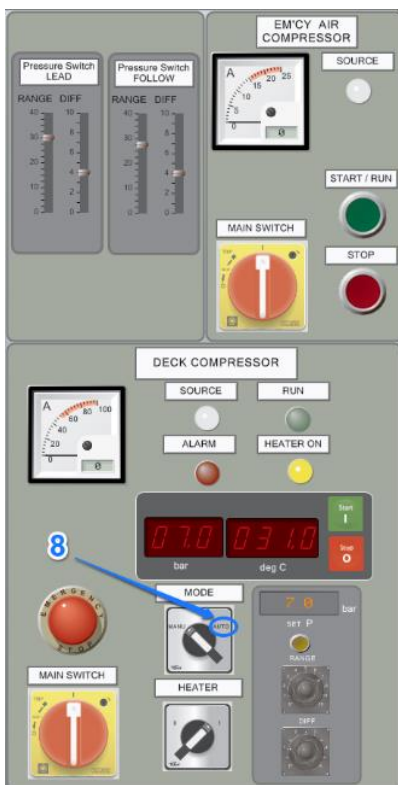 EM'CY AIR
COMPRESSOR
Pressure Switch
LEAD
Pressure Switch
FOLLOW
RANGE DIFF
RANGE DIFF
40
30
20
10
0
10
8
6
4
2
0
40
30
20
10
0
10
8
6
4
2
0
A
0
5
10
15
20
25
0
SOURCE
START / RUN
MAIN SWITCH
STOP
DECK COMPRESSOR
A
0
20
40
60
80
100
0
SOURCE
RUN
ALARM
HEATER ON
07.0
031.0
bar
deg C
Start
I
Stop
O
8
MODE
MANU
AUTO
EMERGENCY
STOP
7 0
bar
SET P
RANGE
MAIN SWITCH
HEATER
0
I
DIFF